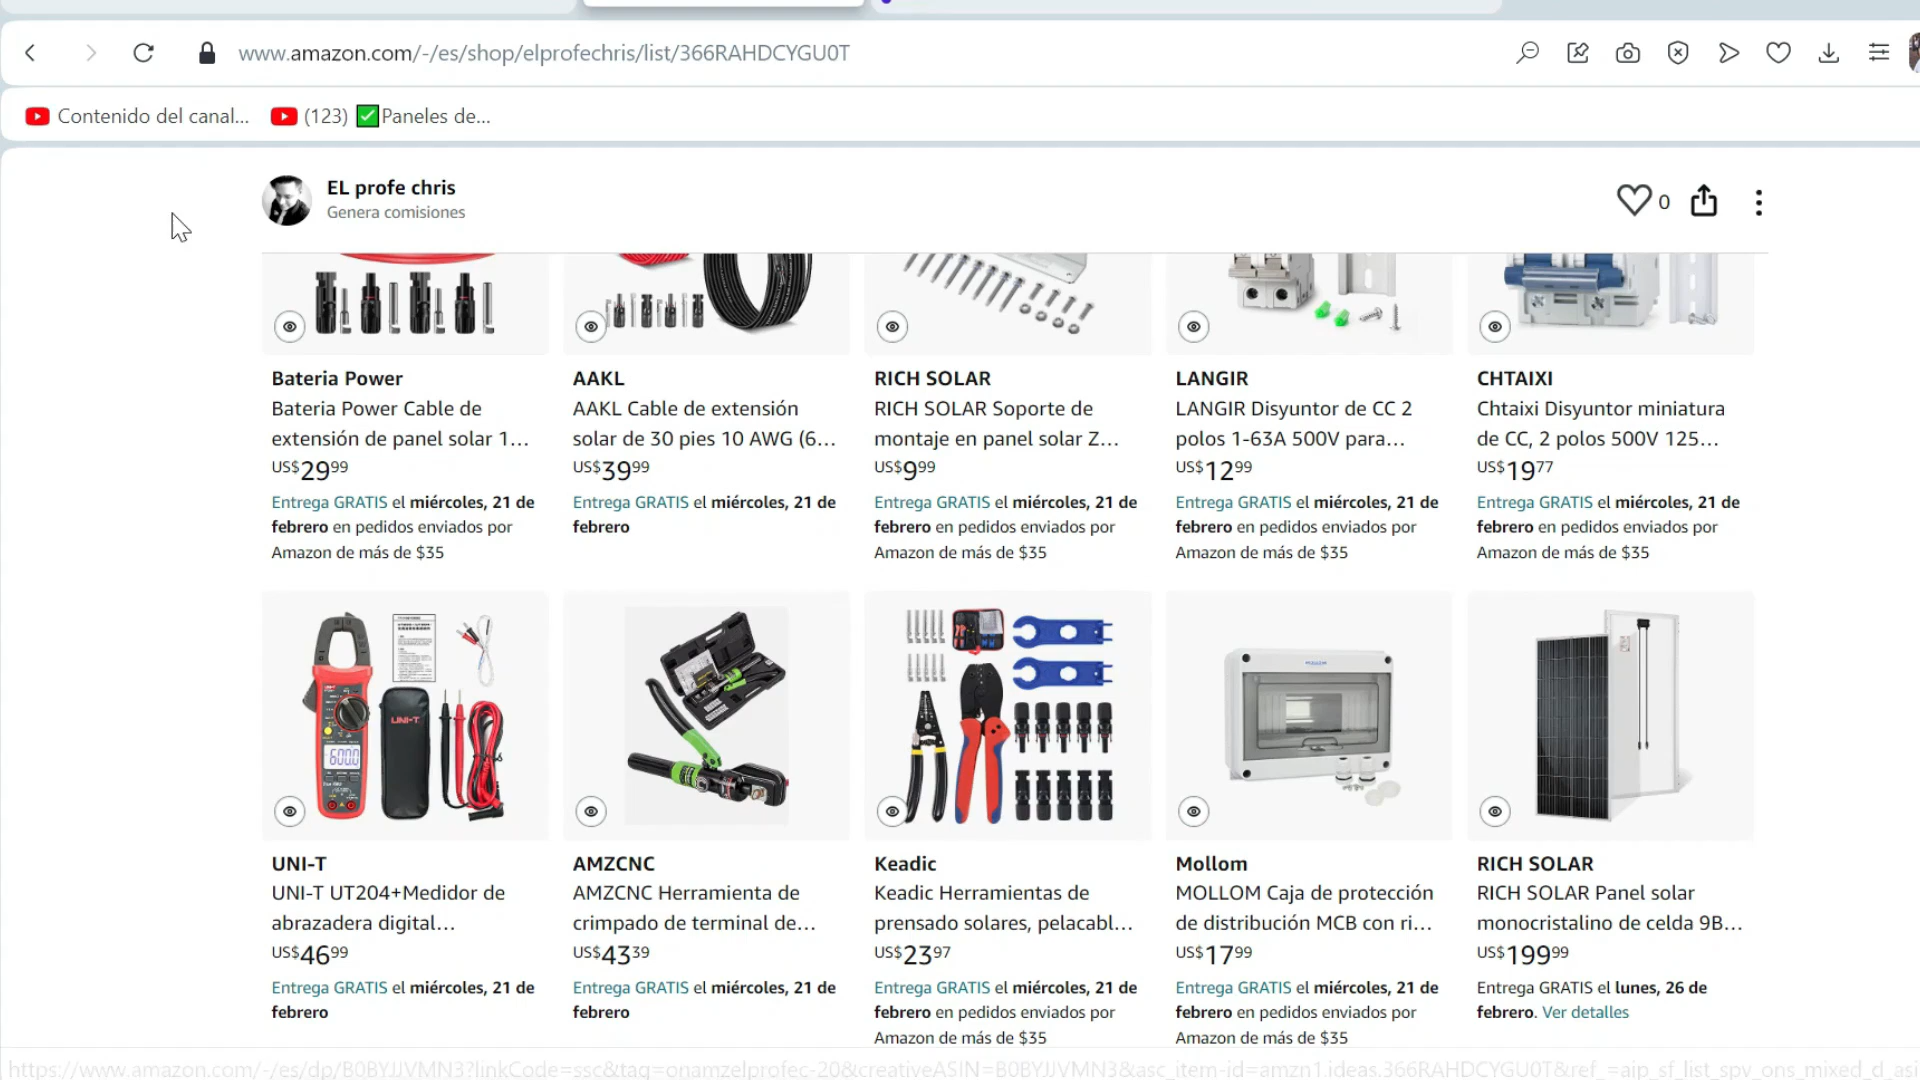 www.amazon.com/-/es/shop/elprofechris/list/366RAHDCYGU0T
Contenido del canal...
(123) ✅Paneles de...
EL profe chris
Genera comisiones
0
Bateria Power
Bateria Power Cable de
extensión de panel solar 1...
US$29⁹⁹
Entrega GRATIS el miércoles, 21 de
febrero en pedidos enviados por
Amazon de más de $35
AAKL
AAKL Cable de extensión
solar de 30 pies 10 AWG (6...
US$39⁹⁹
Entrega GRATIS el miércoles, 21 de
febrero
RICH SOLAR
RICH SOLAR Soporte de
montaje en panel solar Z...
US$9⁹⁹
Entrega GRATIS el miércoles, 21 de
febrero en pedidos enviados por
Amazon de más de $35
LANGIR
LANGIR Disyuntor de CC 2
polos 1-63A 500V para...
US$12⁹⁹
Entrega GRATIS el miércoles, 21 de
febrero en pedidos enviados por
Amazon de más de $35
CHTAIXI
Chtaixi Disyuntor miniatura
de CC, 2 polos 500V 125...
US$19⁷⁷
Entrega GRATIS el miércoles, 21 de
febrero en pedidos enviados por
Amazon de más de $35
UNI-T
600.0
UNI-T
UNI-T UT204+Medidor de
abrazadera digital...
US$46⁹⁹
Entrega GRATIS el miércoles, 21 de
febrero
AMZCNC
AMZCNC Herramienta de
crimpado de terminal de...
US$43³⁹
Entrega GRATIS el miércoles, 21 de
febrero
Keadic
Keadic Herramientas de
prensado solares, pelacabl...
US$23⁹⁷
Entrega GRATIS el miércoles, 21 de
febrero en pedidos enviados por
Amazon de más de $35
Mollom
MOLLOM Caja de protección
de distribución MCB con ri...
US$17⁹⁹
Entrega GRATIS el miércoles, 21 de
febrero en pedidos enviados por
Amazon de más de $35
RICH SOLAR
RICH SOLAR Panel solar
monocristalino de celda 9B...
US$199⁹⁹
Entrega GRATIS el lunes, 26 de
febrero. Ver detalles
https://www.amazon.com/-/es/dp/B0BYJJVMN3?linkCode=ssc&tag=onamzelprofec-20&creativeASIN=B0BYJJVMN3&asc_item-id=amzn1.ideas.366RAHDCYGU0T&ref_=aip_sf_list_spv_ons_mixed_d_asi